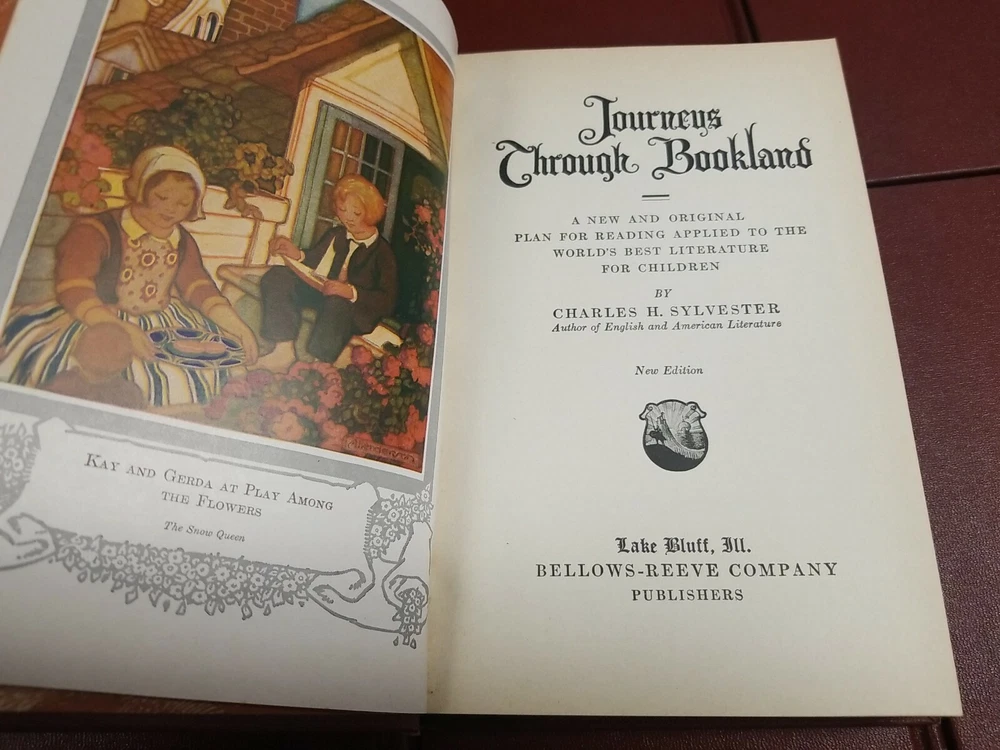 KAY AND GERDA AT PLAY AMONG
THE FLOWERS
The Snow Queen
Journeys
Through Bookland
A NEW AND ORIGINAL
PLAN FOR READING APPLIED TO THE
WORLD'S BEST LITERATURE
FOR CHILDREN
BY
CHARLES H. SYLVESTER
Author of English and American Literature
New Edition
Lake Bluff, Ill.
BELLOWS-REEVE COMPANY
PUBLISHERS